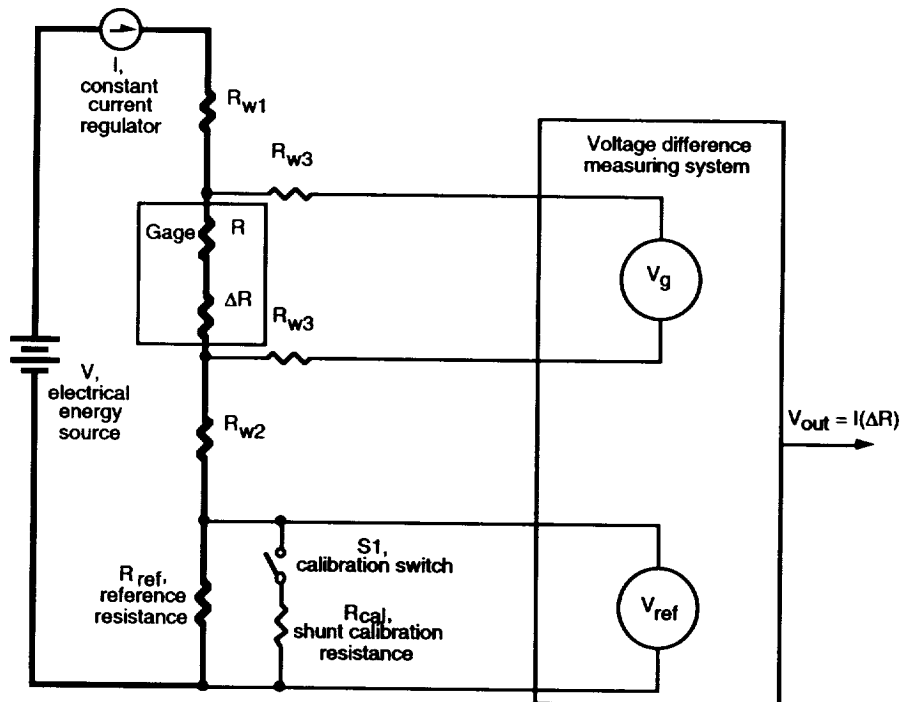 I,
constant
current
regulator
Rw1
Rw3
Voltage difference
measuring system
Gage
R
Vg
ΔR
Rw3
V,
electrical
energy
source
Rw2
Vout = I(ΔR)
S1,
calibration switch
Rref,
reference
resistance
Rcal,
shunt calibration
resistance
Vref